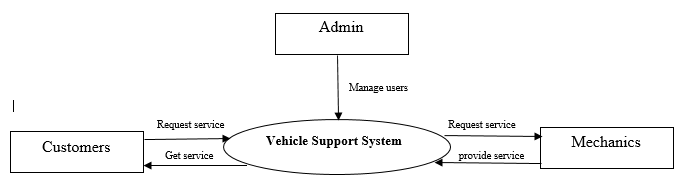 Admin
Manage users
Request service
Request service
Customers
Vehicle Support System
Mechanics
Get service
provide service